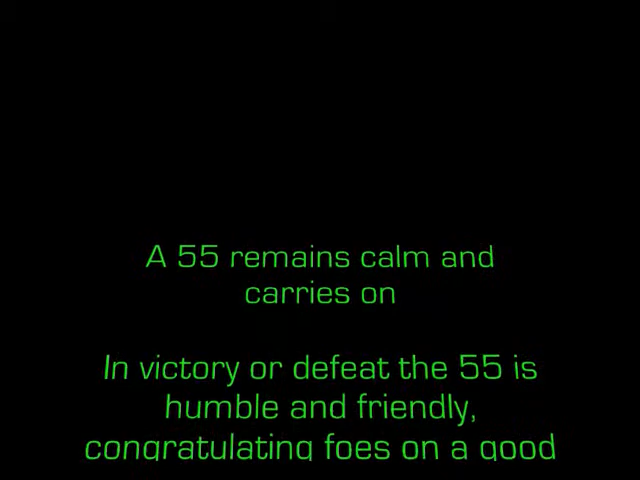 A 55 remains calm and
carries on
In victory or defeat the 55 is
humble and friendly,
congratulating foes on a good